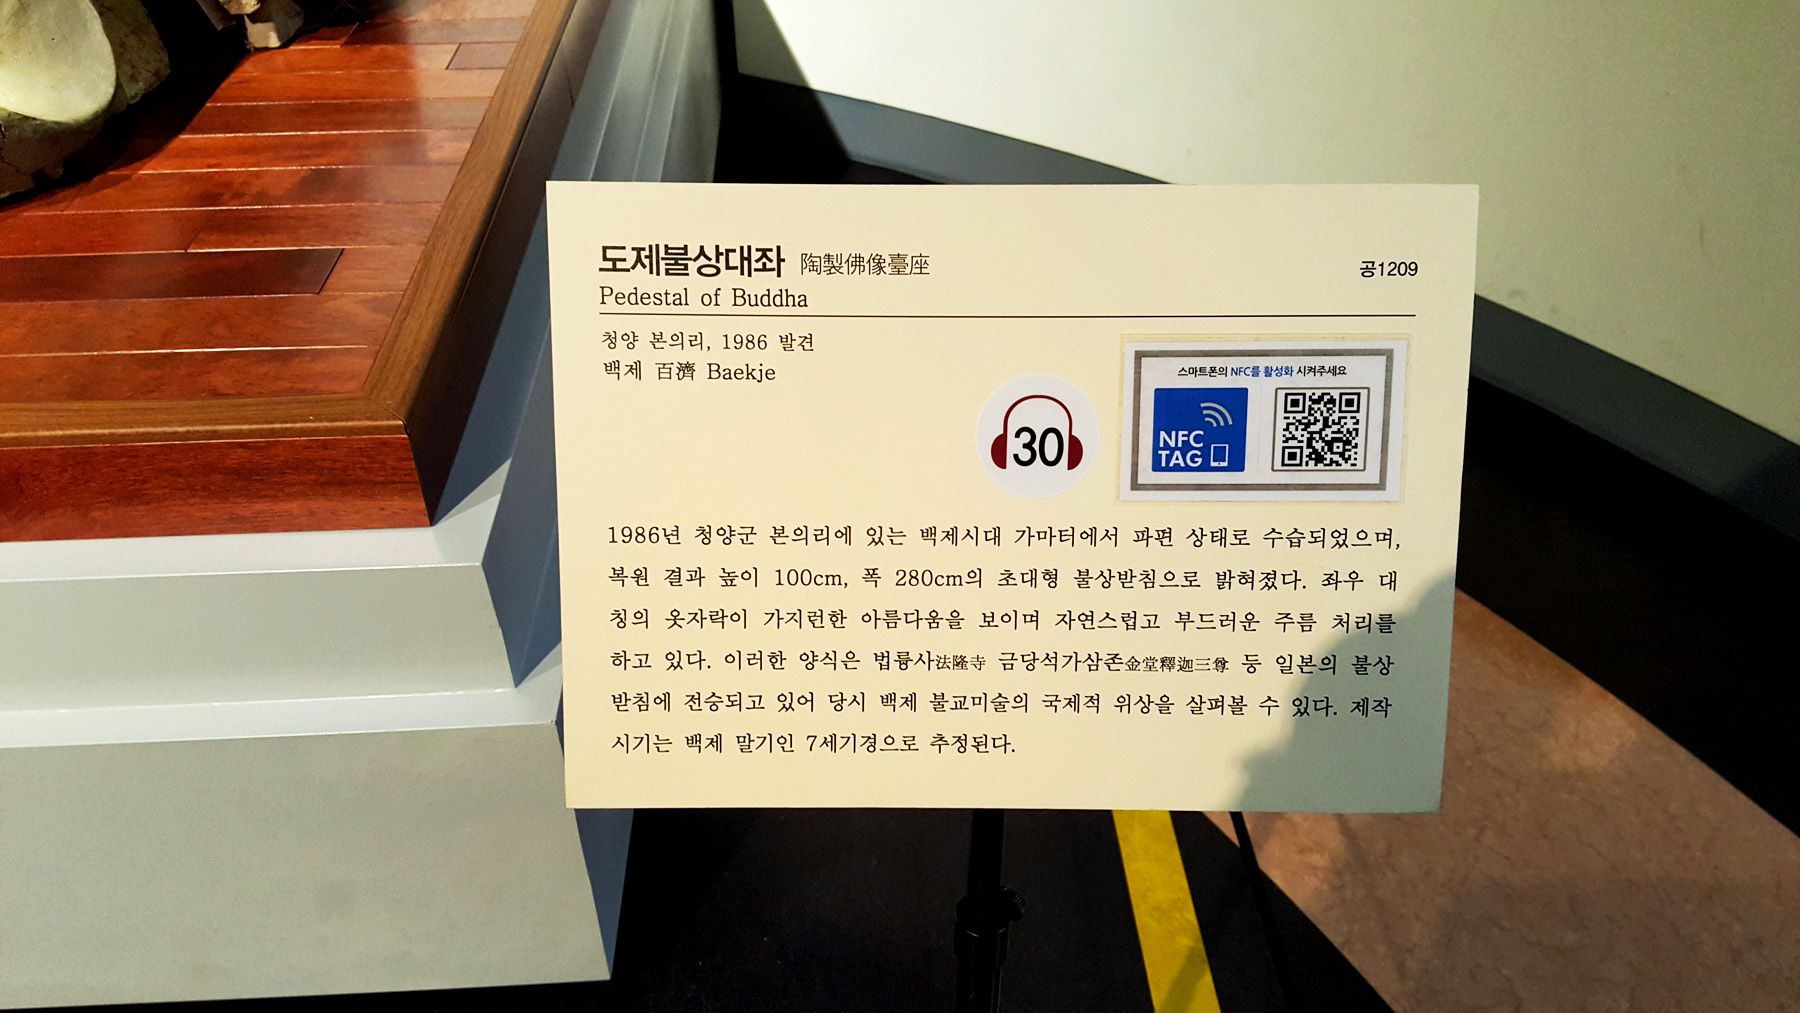 도제불상대좌 陶製佛像臺座
공1209
Pedestal of Buddha
청양 본의리, 1986 발견
백제 百濟 Baekje
30
스마트폰의 NFC를 활성화 시켜주세요
NFC
TAG
1986년 청양군 본의리에 있는 백제시대 가마터에서 파편 상태로 수습되었으며,
복원 결과 높이 100cm, 폭 280cm의 초대형 불상받침으로 밝혀졌다. 좌우 대
칭의 옷자락이 가지런한 아름다움을 보이며 자연스럽고 부드러운 주름 처리를
하고 있다. 이러한 양식은 법륭사法隆寺 금당석가삼존金堂釋迦三尊 등 일본의 불상
받침에 전승되고 있어 당시 백제 불교미술의 국제적 위상을 살펴볼 수 있다. 제작
시기는 백제 말기인 7세기경으로 추정된다.